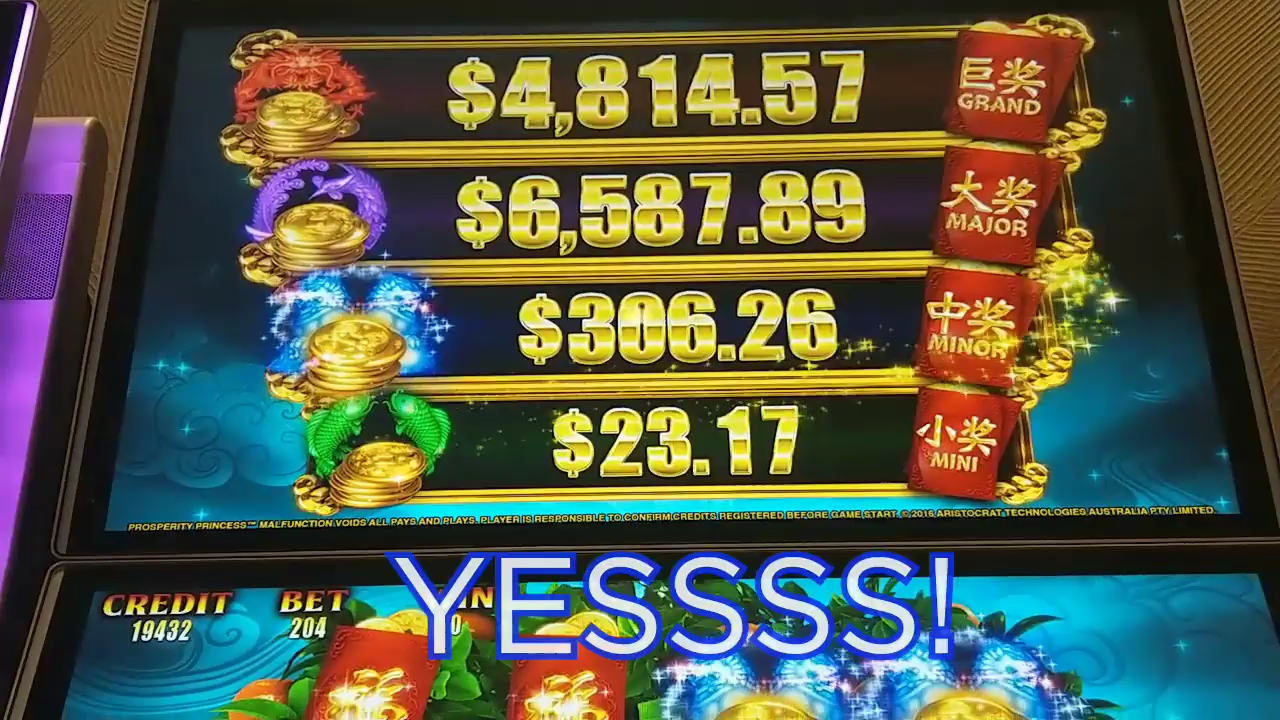 $4,814.57
巨奖
GRAND
$6,587.89
大奖
MAJOR
$306.26
中奖
MINOR
$23.17
小奖
MINI
PROSPERITY PRINCESS™ MALFUNCTION VOIDS ALL PAYS AND PLAYS. PLAYER IS RESPONSIBLE TO CONFIRM CREDITS REGISTERED BEFORE GAME START. ©2016 ARISTOCRAT TECHNOLOGIES AUSTRALIA PTY LIMITED.
YESSSS!
CREDIT BET
19432 204